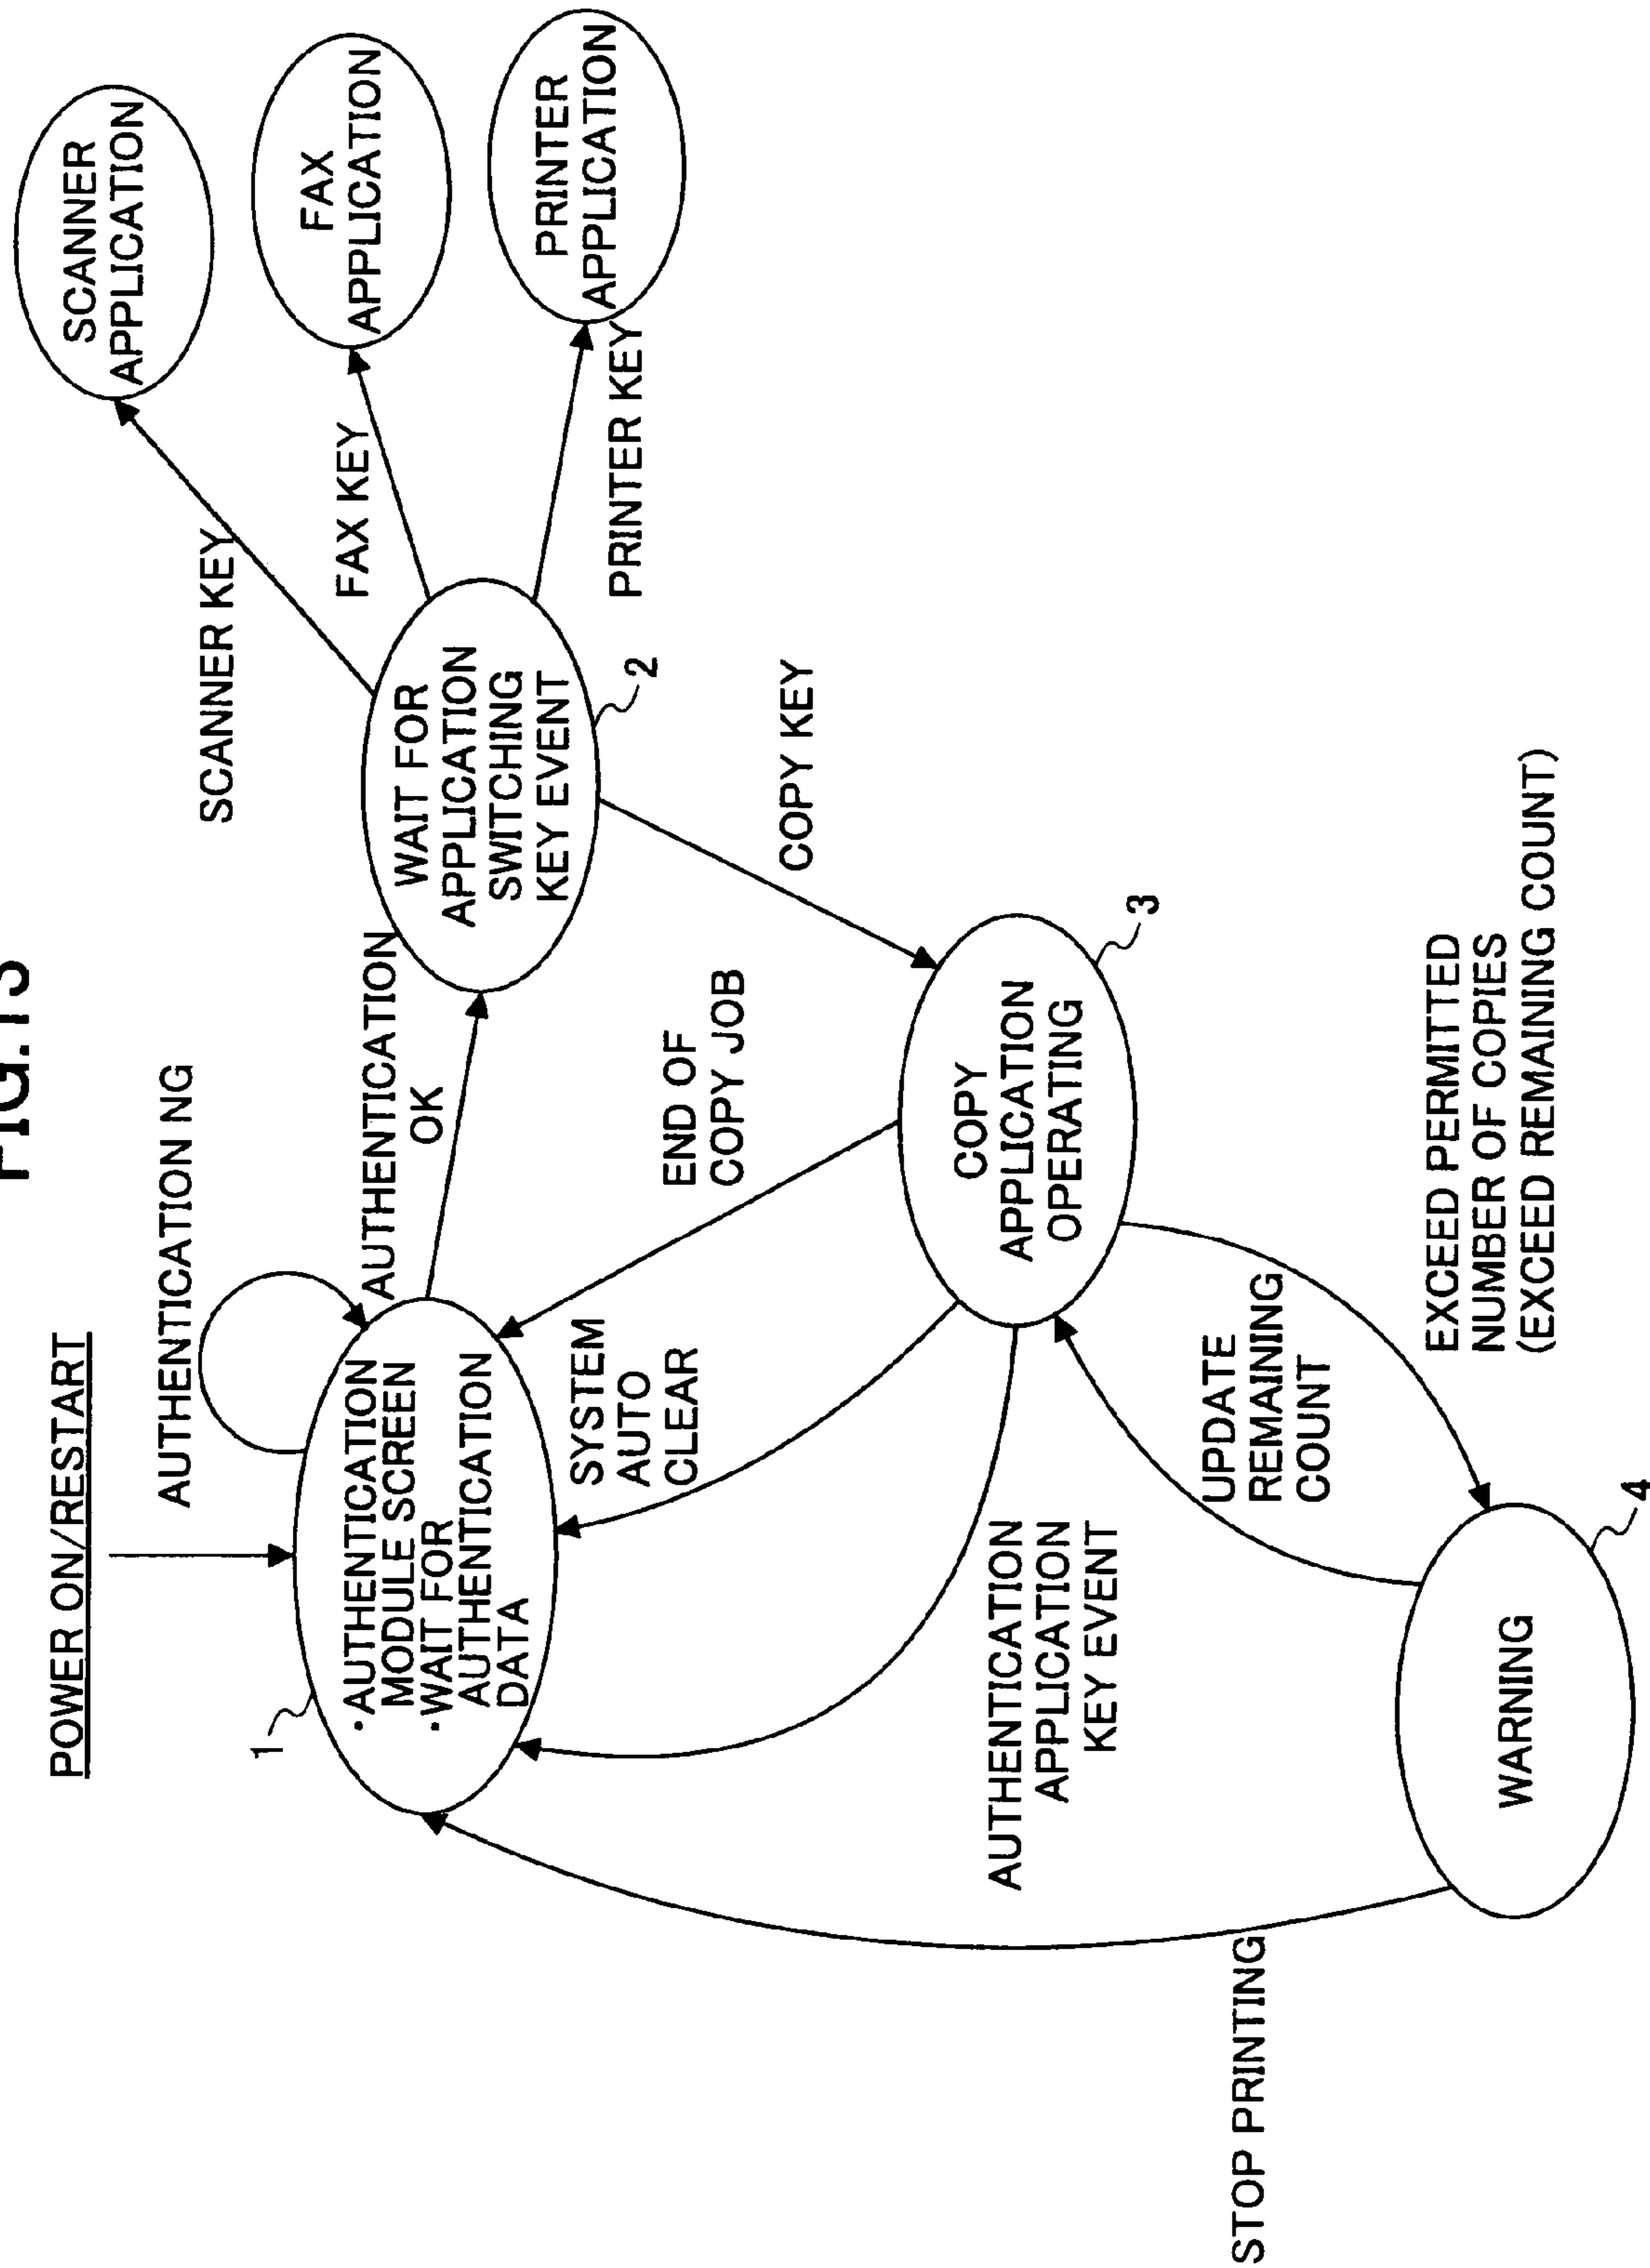 POWER ON/RESTART
AUTHENTICATION NG
1
·AUTHENTICATION
MODULE SCREEN
·WAIT FOR
AUTHENTICATION
DATA
AUTHENTICATION
OK
WAIT FOR
APPLICATION
SWITCHING
KEY EVENT
2
SCANNER KEY
SCANNER
APPLICATION
FAX KEY
FAX
APPLICATION
PRINTER KEY
PRINTER
APPLICATION
COPY KEY
END OF
COPY JOB
SYSTEM
AUTO
CLEAR
COPY
APPLICATION
OPERATING
3
AUTHENTICATION
APPLICATION
KEY EVENT
UPDATE
REMAINING
COUNT
EXCEED PERMITTED
NUMBER OF COPIES
(EXCEED REMAINING COUNT)
STOP PRINTING
WARNING
4